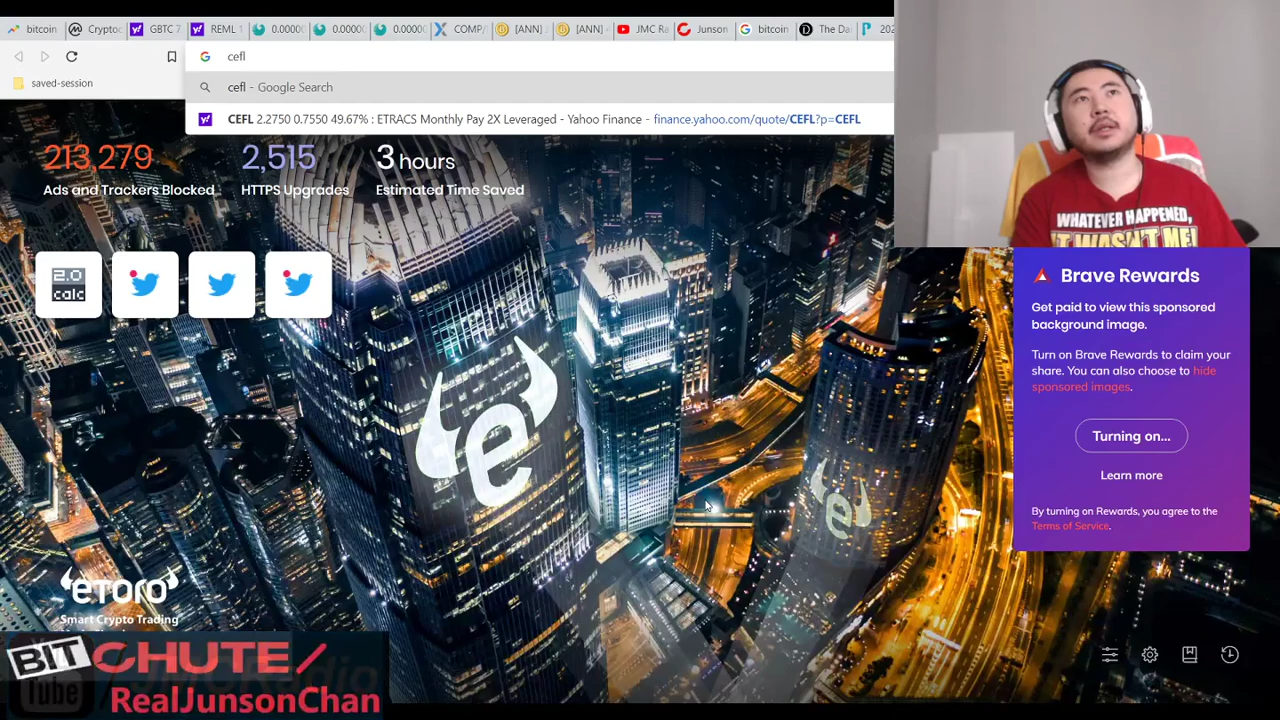 bitcoin
Crypto
GBTC 7
REML 1
0.0000
0.0000
0.0000
COMP/
[ANN]
[ANN]
JMC Ra
Junson
bitcoin
The Da
202
cefl
saved-session
cefl - Google Search
CEFL 2.2750 0.7550 49.67% : ETRACS Monthly Pay 2X Leveraged - Yahoo Finance - finance.yahoo.com/quote/CEFL?p=CEFL
213,279
Ads and Trackers Blocked
2,515
HTTPS Upgrades
3 hours
Estimated Time Saved
WHATEVER HAPPENED,
IT WASN'T ME!
2.0
calc
Brave Rewards
Get paid to view this sponsored
background image.
Turn on Brave Rewards to claim your
share. You can also choose to hide
sponsored images.
Turning on...
Learn more
By turning on Rewards, you agree to the
Terms of Service.
e
e
eToro
Smart Crypto Trading
BITCHUTE/
RealJunsonChan
Tube